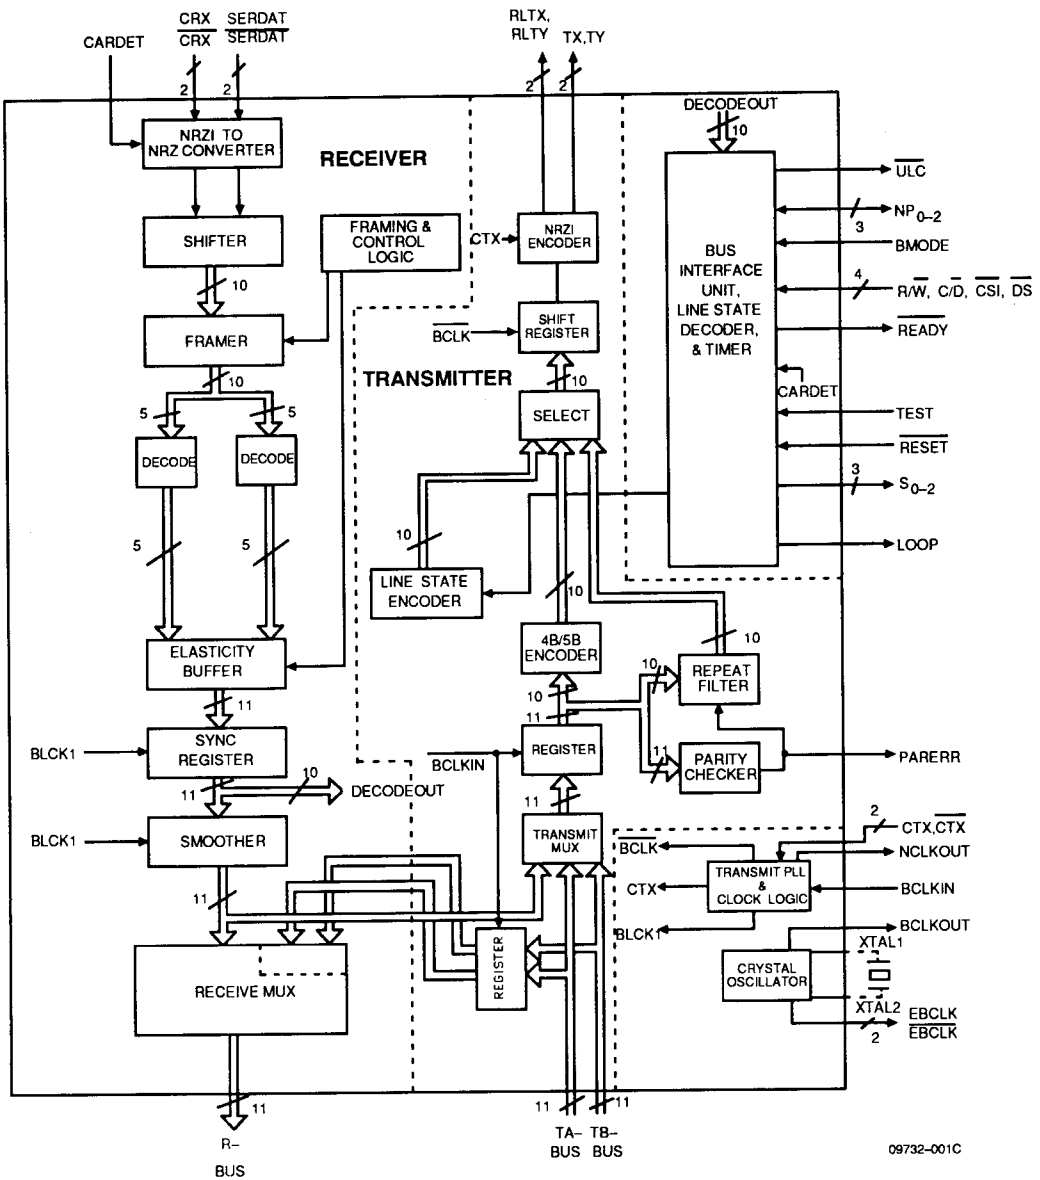 CARDET
CRX
CRX
SERDAT
SERDAT
2
2
RLTX,
RLTY
TX,TY
2
2
NRZI TO
NRZ CONVERTER
RECEIVER
SHIFTER
10
FRAMING &
CONTROL
LOGIC
FRAMER
10
5
5
DECODE
DECODE
5
5
ELASTICITY
BUFFER
11
BLCK1
SYNC
REGISTER
11
10
DECODEOUT
BLCK1
SMOOTHER
11
RECEIVE MUX
11
R–
BUS
CTX
NRZI
ENCODER
BCLK
SHIFT
REGISTER
TRANSMITTER
10
SELECT
10
LINE STATE
ENCODER
10
4B/5B
ENCODER
10
11
10
10
REPEAT
FILTER
11
PARITY
CHECKER
BCLKIN
REGISTER
11
TRANSMIT
MUX
REGISTER
11
11
TA–
BUS
TB–
BUS
DECODEOUT
10
BUS
INTERFACE
UNIT,
LINE STATE
DECODER,
& TIMER
ULC
NP0–2
3
BMODE
4
R/W, C/D, CSI, DS
READY
CARDET
TEST
RESET
3
S0–2
LOOP
PARERR
2
CTX,CTX
BCLK
NCLKOUT
TRANSMIT PLL
&
CLOCK LOGIC
CTX
BCLKIN
BLCK1
BCLKOUT
XTAL1
CRYSTAL
OSCILLATOR
XTAL2
EBCLK
EBCLK
2
09732–001C